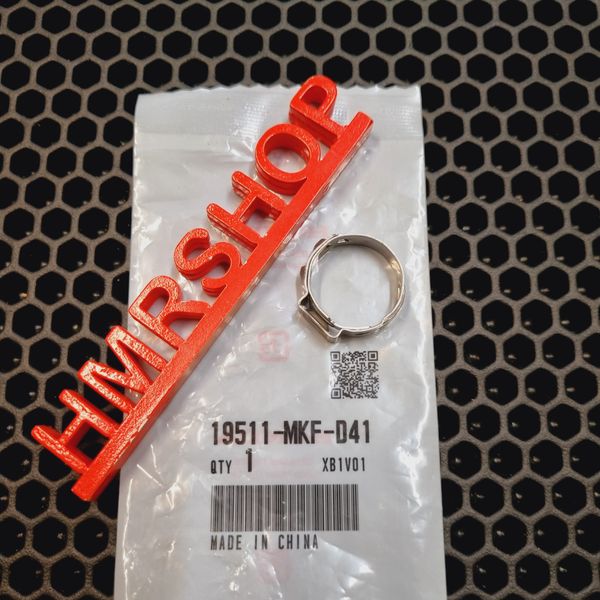 HMRSHOP
19511-MKF-D41
QTY 1 XB1V01
MADE IN CHINA